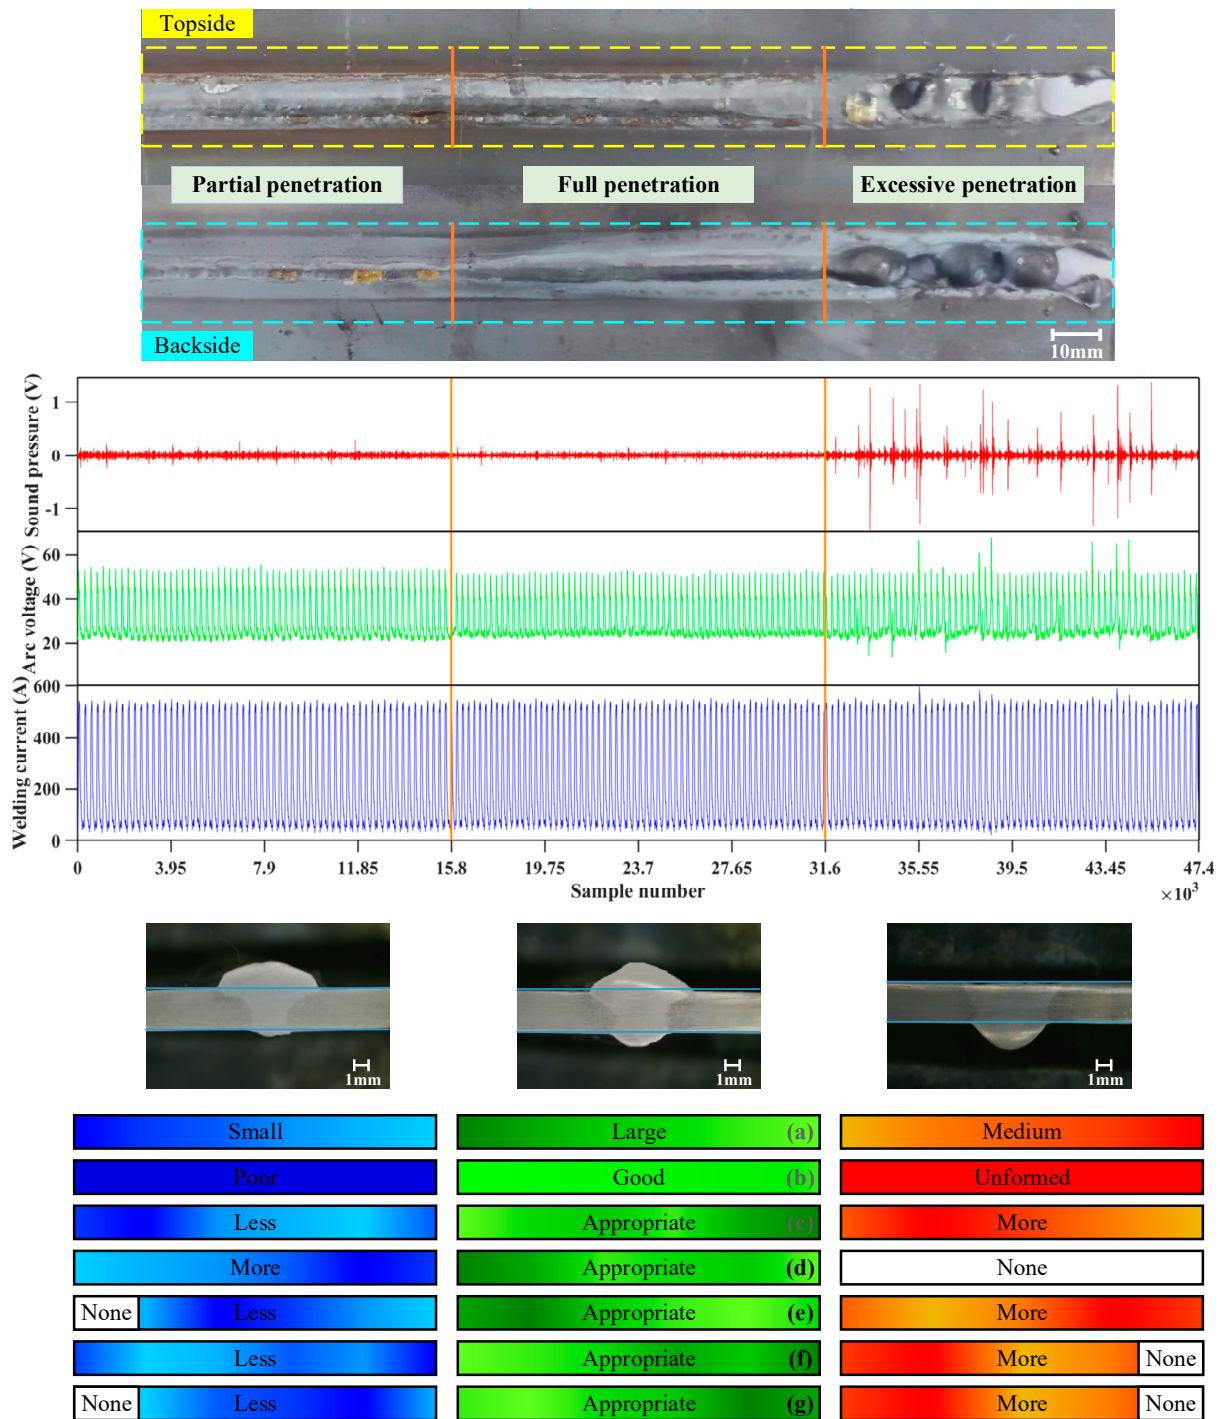 Topside
Partial penetration
Full penetration
Excessive penetration
Backside
10mm
Sound pressure (V)
1
0
-1
Arc voltage (V)
60
40
20
Welding current (A)
600
400
200
0
0 3.95 7.9 11.85 15.8 19.75 23.7 27.65 31.6 35.55 39.5 43.45 47.4
Sample number
×10³
1mm 1mm 1mm
Small Large (a) Medium
Poor Good (b) Unformed
Less Appropriate (c) More
More Appropriate (d) None
None Less Appropriate (e) More
Less Appropriate (f) More None
None Less Appropriate (g) More None